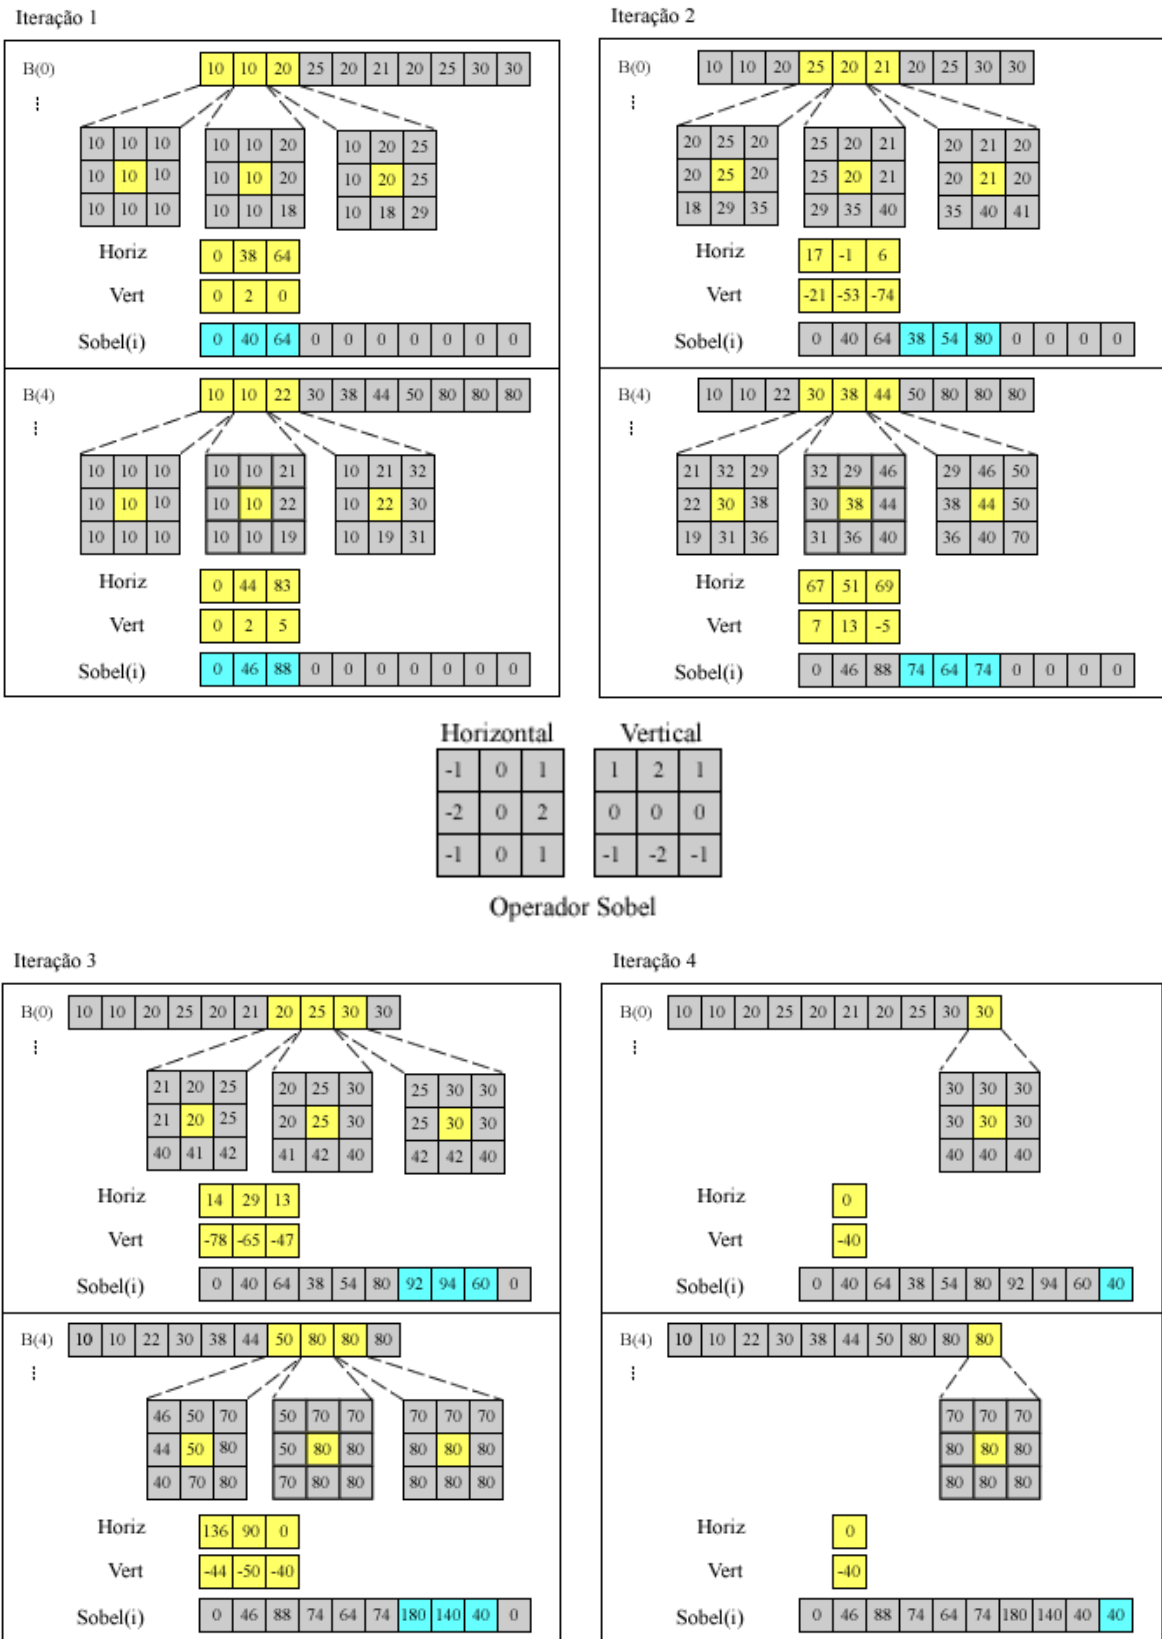 Iteração 1
B(0) 10 10 20 25 20 21 20 25 30 30
10 10 10 10 10 20 10 20 25
10 10 10 10 10 20 10 20 25
10 10 10 10 10 18 10 18 29
Horiz 0 38 64
Vert 0 2 0
Sobel(i) 0 40 64 0 0 0 0 0 0 0
B(4) 10 10 22 30 38 44 50 80 80 80
10 10 10 10 10 21 10 21 32
10 10 10 10 10 22 10 22 30
10 10 10 10 10 19 10 19 31
Horiz 0 44 83
Vert 0 2 5
Sobel(i) 0 46 88 0 0 0 0 0 0 0
Iteração 2
B(0) 10 10 20 25 20 21 20 25 30 30
20 25 20 25 20 21 20 21 20
20 25 20 25 20 21 20 21 20
18 29 35 29 35 40 35 40 41
Horiz 17 -1 6
Vert -21 -53 -74
Sobel(i) 0 40 64 38 54 80 0 0 0 0
B(4) 10 10 22 30 38 44 50 80 80 80
21 32 29 32 29 46 29 46 50
22 30 38 30 38 44 38 44 50
19 31 36 31 36 40 36 40 70
Horiz 67 51 69
Vert 7 13 -5
Sobel(i) 0 46 88 74 64 74 0 0 0 0
Horizontal Vertical
-1 0 1 1 2 1
-2 0 2 0 0 0
-1 0 1 -1 -2 -1
Operador Sobel
Iteração 3
B(0) 10 10 20 25 20 21 20 25 30 30
21 20 25 20 25 30 25 30 30
21 20 25 20 25 30 25 30 30
40 41 42 41 42 40 42 42 40
Horiz 14 29 13
Vert -78 -65 -47
Sobel(i) 0 40 64 38 54 80 92 94 60 0
B(4) 10 10 22 30 38 44 50 80 80 80
46 50 70 50 70 70 70 70 70
44 50 80 50 80 80 80 80 80
40 70 80 70 80 80 80 80 80
Horiz 136 90 0
Vert -44 -50 -40
Sobel(i) 0 46 88 74 64 74 180 140 40 0
Iteração 4
B(0) 10 10 20 25 20 21 20 25 30 30
30 30 30
30 30 30
40 40 40
Horiz 0
Vert -40
Sobel(i) 0 40 64 38 54 80 92 94 60 40
B(4) 10 10 22 30 38 44 50 80 80 80
70 70 70
80 80 80
80 80 80
Horiz 0
Vert -40
Sobel(i) 0 46 88 74 64 74 180 140 40 40